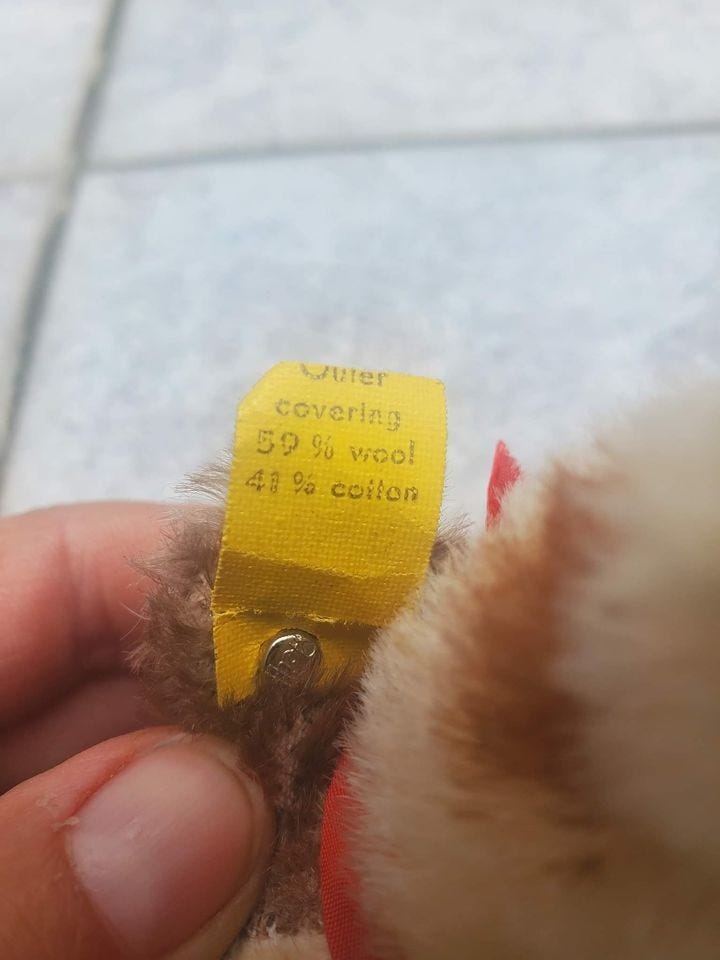 Outer
covering
59 % wool
41 % cotton